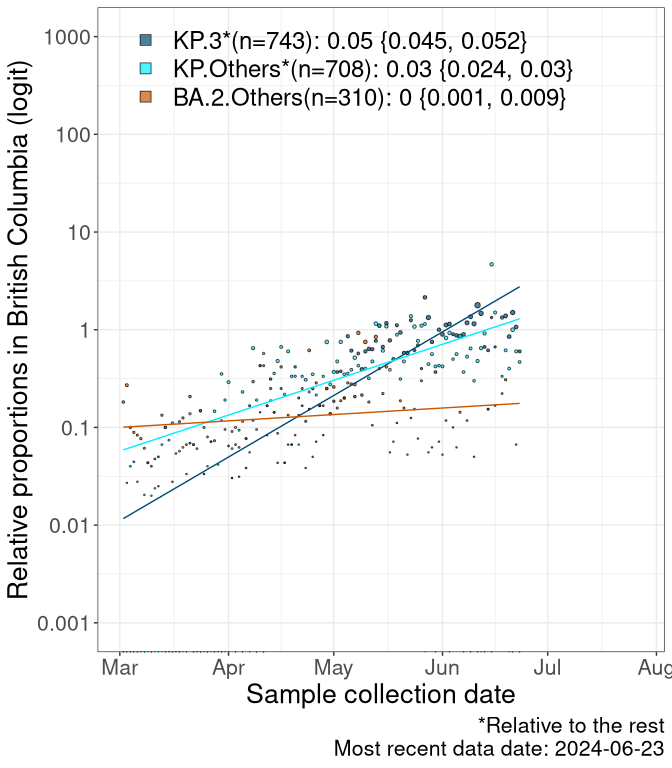 Relative proportions in British Columbia (logit)
1000
100
10
1
0.1
0.01
0.001
KP.3*(n=743): 0.05 {0.045, 0.052}
KP.Others*(n=708): 0.03 {0.024, 0.03}
BA.2.Others(n=310): 0 {0.001, 0.009}
Mar Apr May Jun Jul Aug
Sample collection date
*Relative to the rest
Most recent data date: 2024-06-23